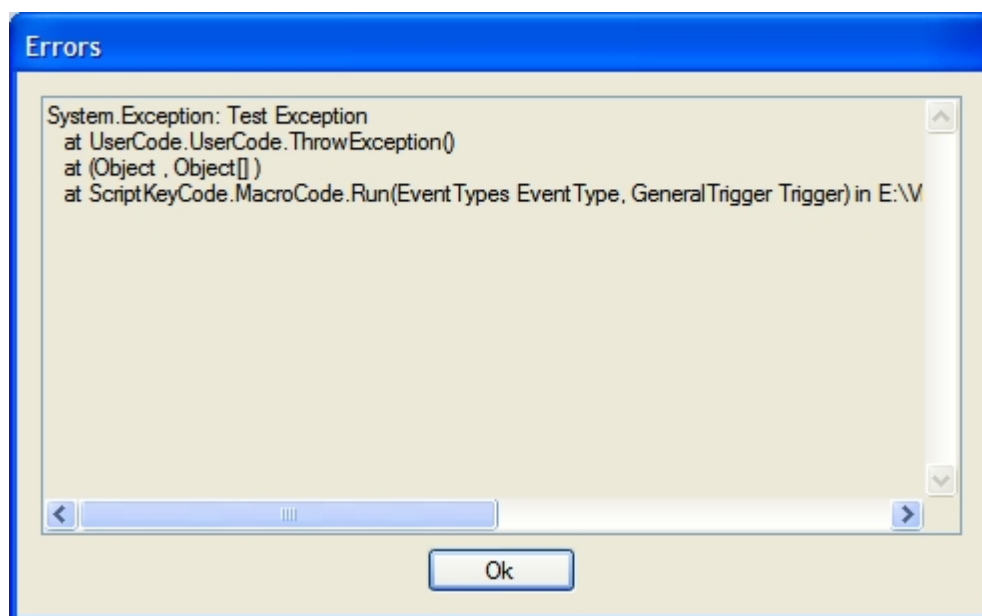 Errors
System.Exception: Test Exception
at UserCode.UserCode.ThrowException()
at (Object , Object[] )
at ScriptKeyCode.MacroCode.Run(EventTypes EventType, GeneralTrigger Trigger) in E:\
Ok